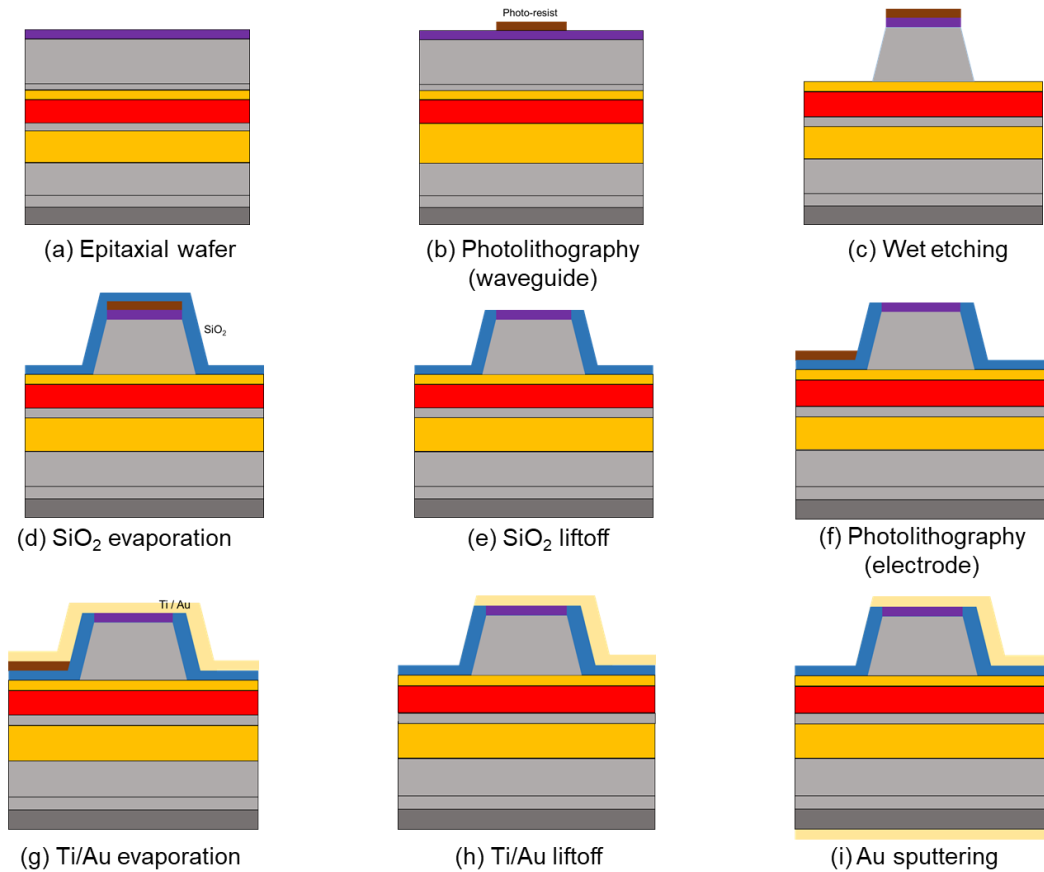 Photo-resist
(a) Epitaxial wafer
(b) Photolithography
(waveguide)
(c) Wet etching
SiO₂
(d) SiO₂ evaporation
(e) SiO₂ liftoff
(f) Photolithography
(electrode)
Ti / Au
(g) Ti/Au evaporation
(h) Ti/Au liftoff
(i) Au sputtering